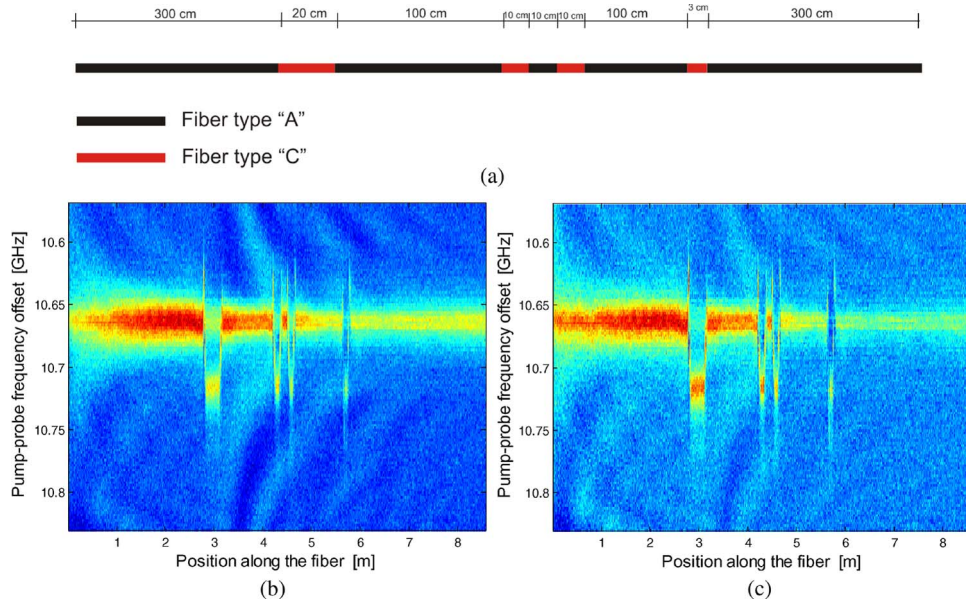 300 cm 20 cm 100 cm 10 cm 10 cm 10 cm 100 cm 3 cm 300 cm
Fiber type “A”
Fiber type “C”
(a)
Pump-probe frequency offset [GHz]
10.6
10.65
10.7
10.75
10.8
1 2 3 4 5 6 7 8
Position along the fiber [m]
(b)
Pump-probe frequency offset [GHz]
10.6
10.65
10.7
10.75
10.8
1 2 3 4 5 6 7 8
Position along the fiber [m]
(c)